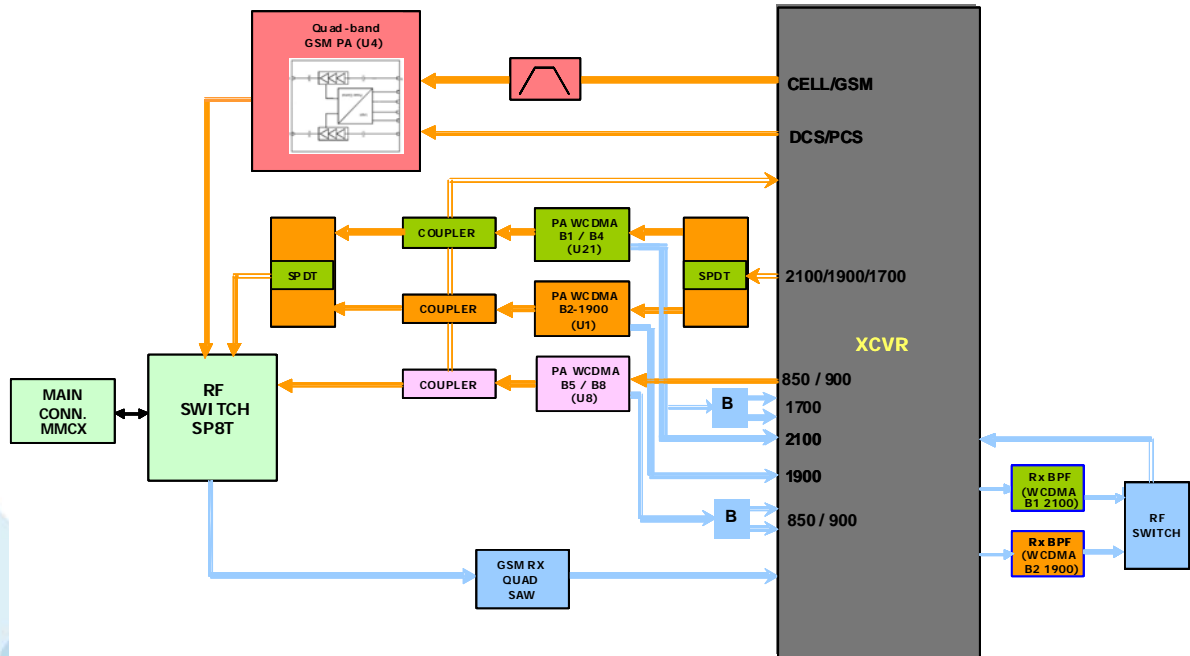 Quad-band
GSM PA (U4)
CELL/GSM
DCS/PCS
COUPLER
PA WCDMA
B1 / B4
(U21)
SPDT
SPDT
2100/1900/1700
COUPLER
PA WCDMA
B2-1900
(U1)
XCVR
RF
SWITCH
SP8T
MAIN
CONN.
MMCX
COUPLER
PA WCDMA
B5 / B8
(U8)
850 / 900
B
1700
2100
1900
B
850 / 900
Rx BPF
(WCDMA
B1 2100)
Rx BPF
(WCDMA
B2 1900)
RF
SWITCH
GSM RX
QUAD
SAW